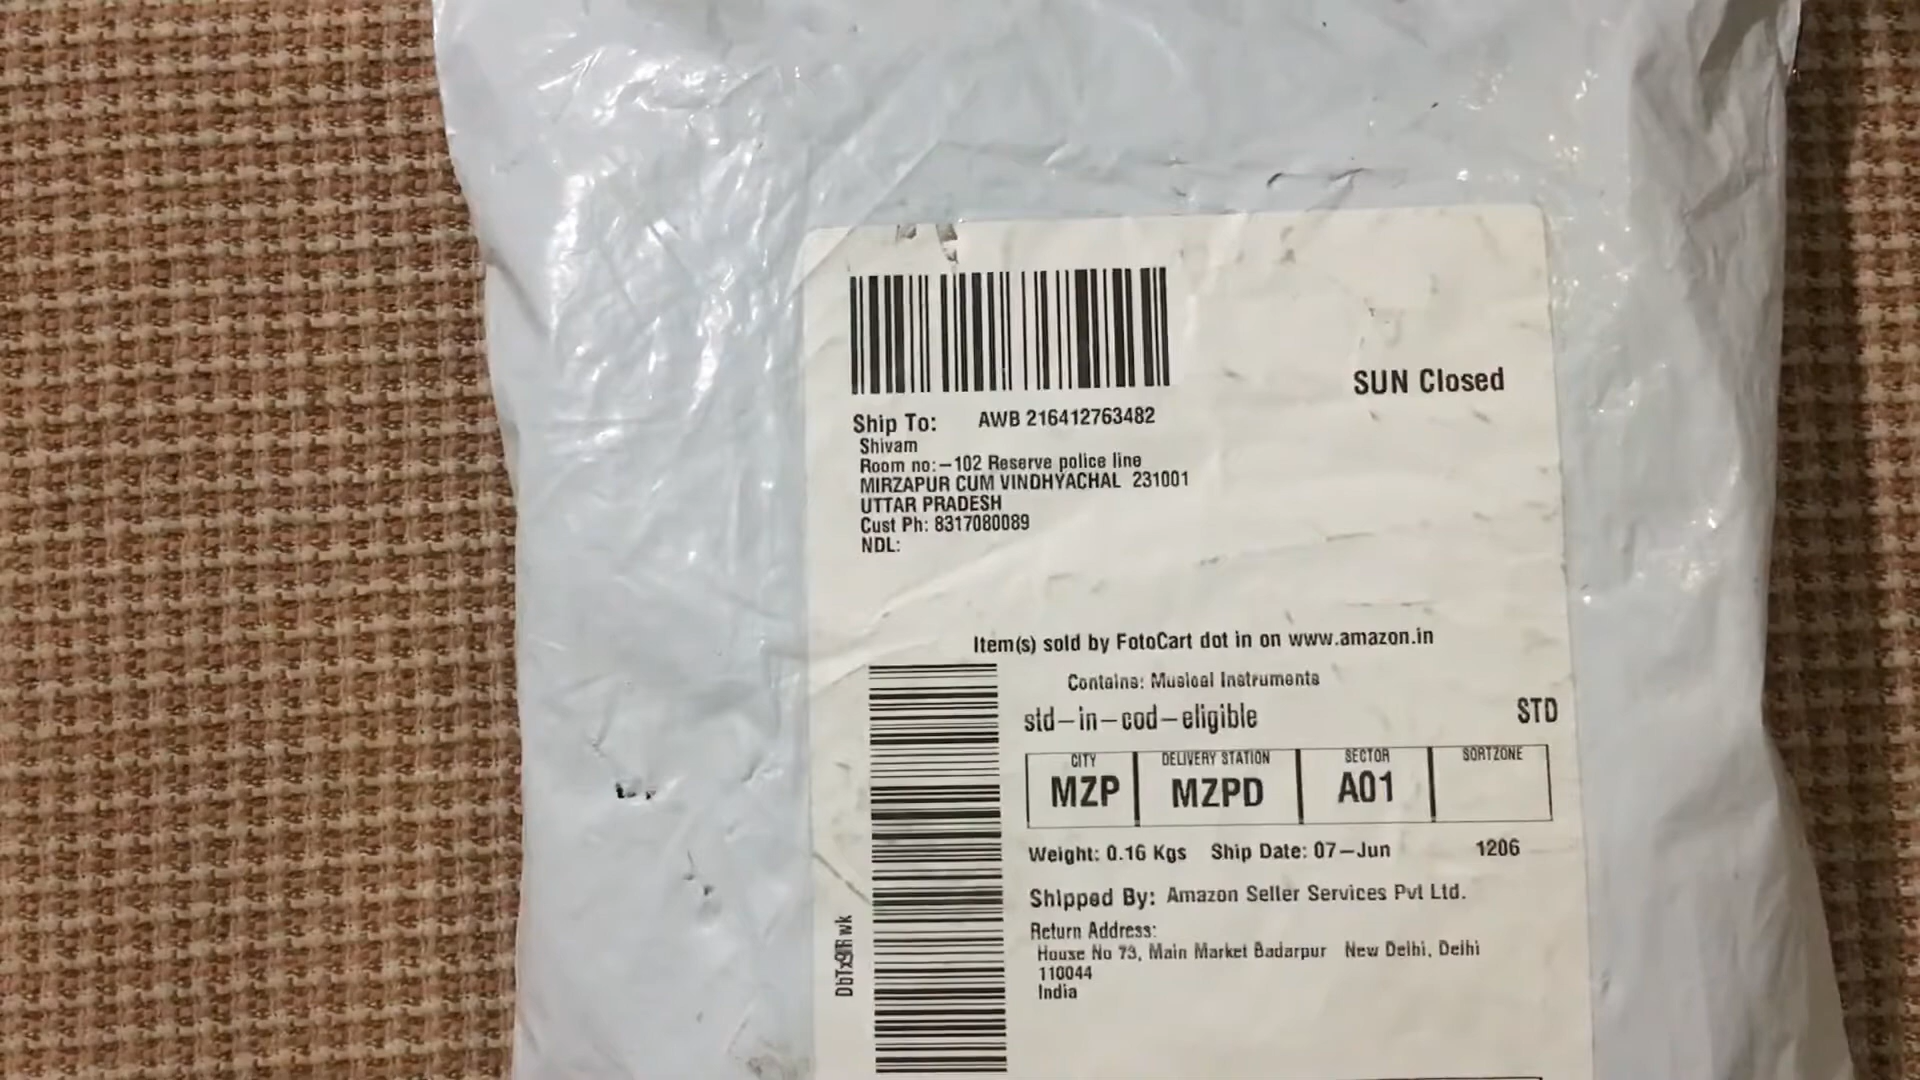 SUN Closed
Ship To: AWB 216412763482
Shivam
Room no:-102 Reserve police line
MIRZAPUR CUM VINDHYACHAL 231001
UTTAR PRADESH
Cust Ph: 8317080089
NDL:
Item(s) sold by FotoCart dot in on www.amazon.in
Contains: Musical Instruments
std-in-cod-eligible STD
CITY DELIVERY STATION SECTOR SORTZONE
MZP MZPD A01
Weight: 0.16 Kgs Ship Date: 07-Jun 1206
Shipped By: Amazon Seller Services Pvt Ltd.
Return Address:
House No 73, Main Market Badarpur New Delhi, Delhi
110044
India